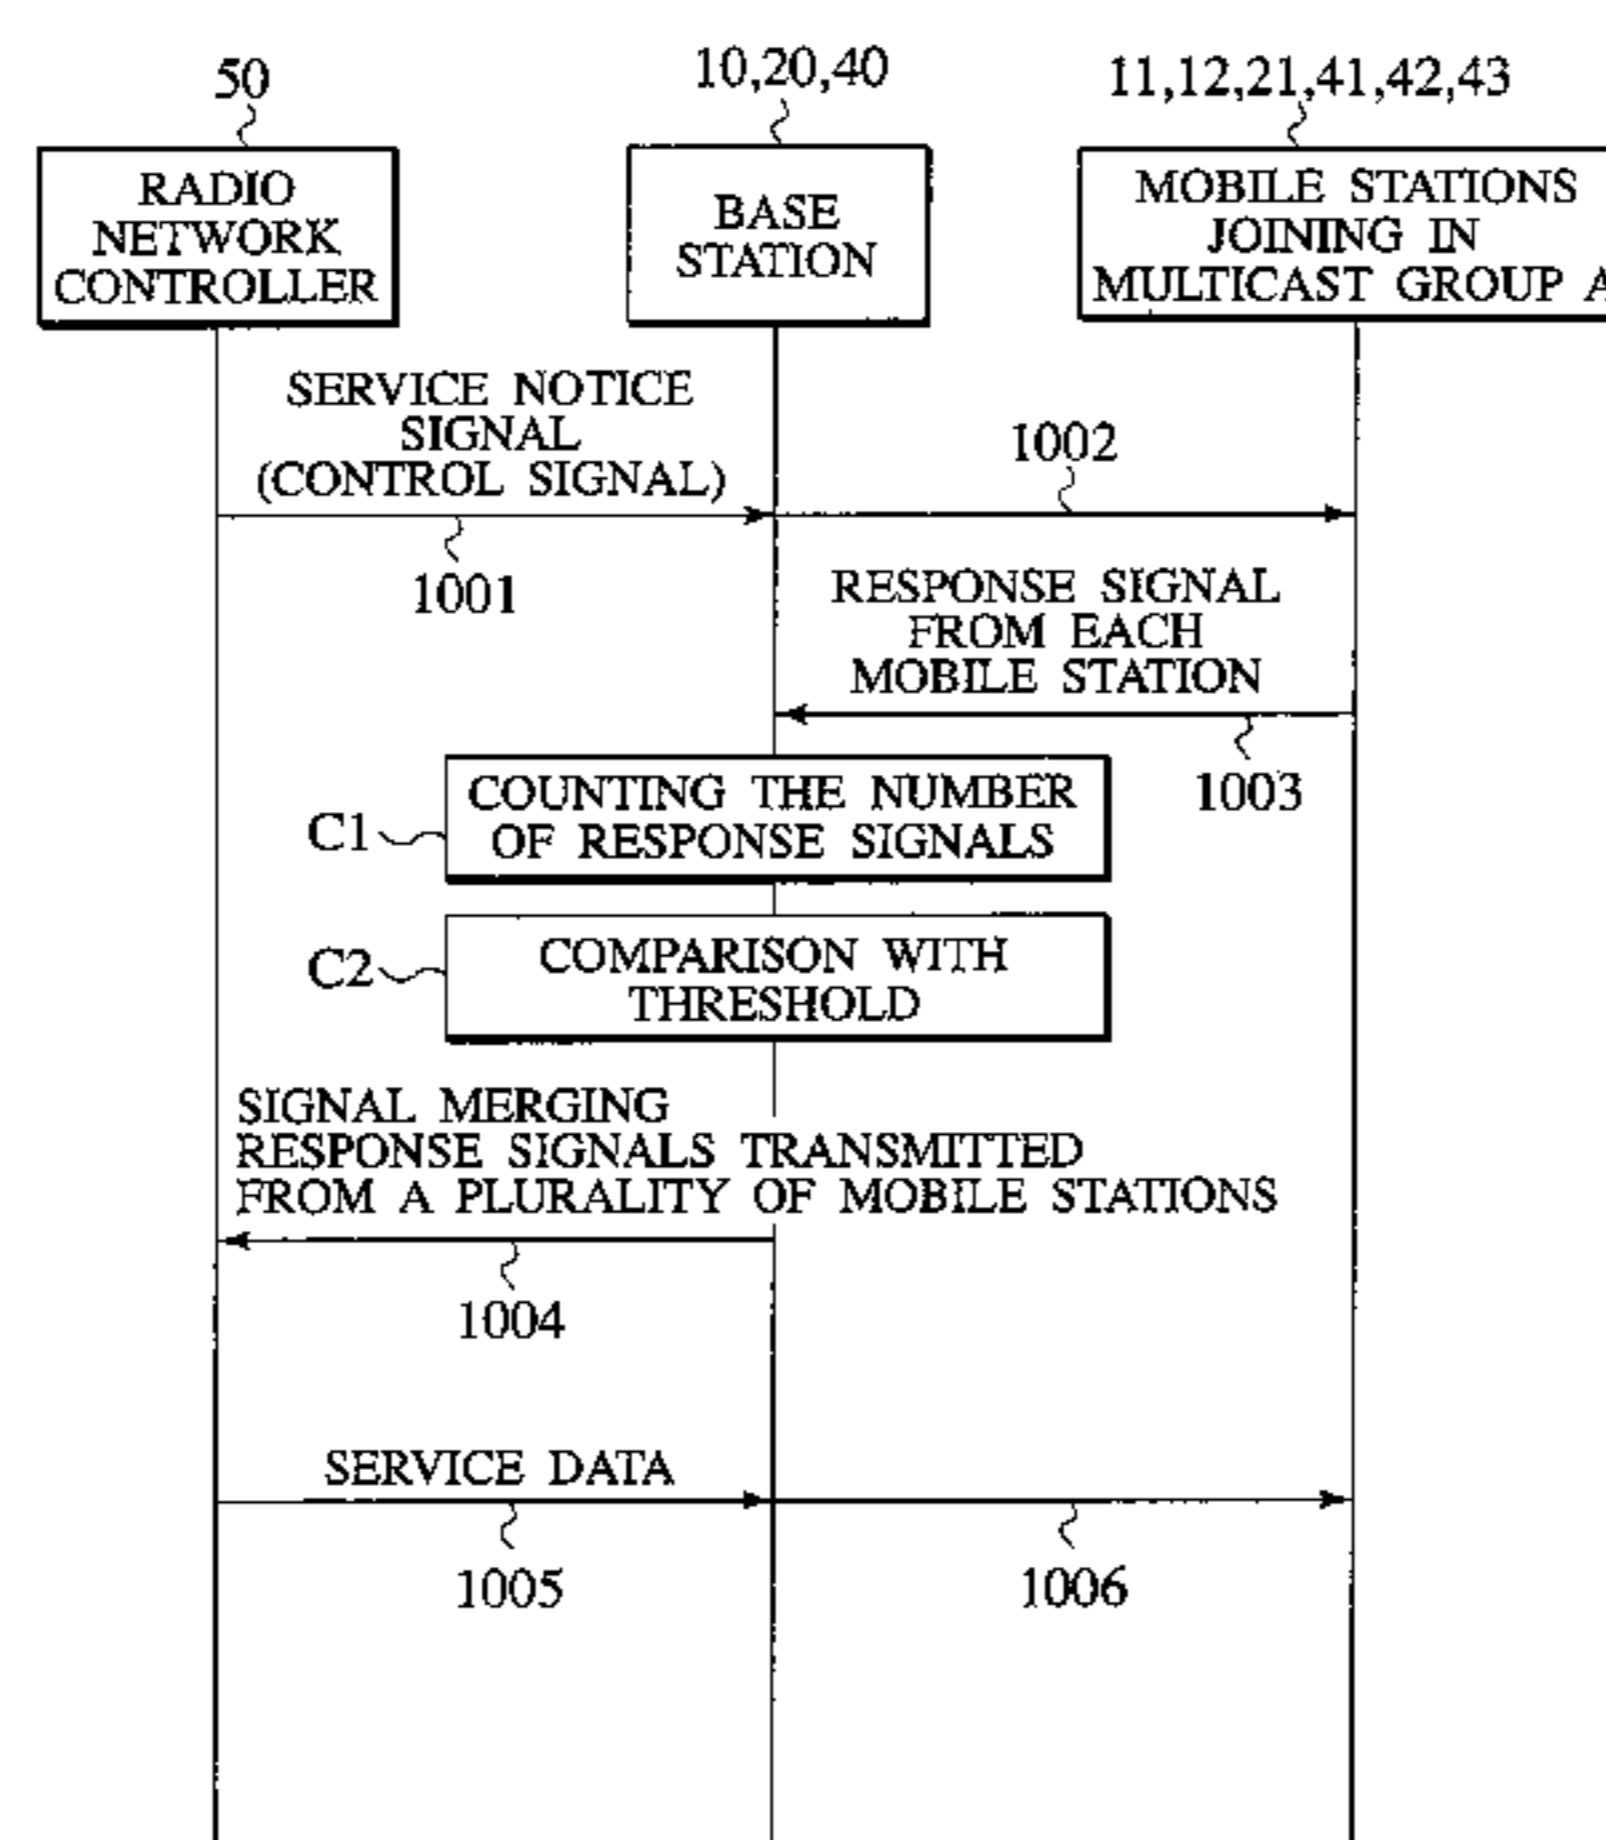 50
10,20,40
11,12,21,41,42,43
RADIO
NETWORK
CONTROLLER
BASE
STATION
MOBILE STATIONS
JOINING IN
MULTICAST GROUP A
SERVICE NOTICE
SIGNAL
(CONTROL SIGNAL)
1002
1001
RESPONSE SIGNAL
FROM EACH
MOBILE STATION
1003
COUNTING THE NUMBER
OF RESPONSE SIGNALS
C1
COMPARISON WITH
THRESHOLD
C2
SIGNAL MERGING
RESPONSE SIGNALS TRANSMITTED
FROM A PLURALITY OF MOBILE STATIONS
1004
SERVICE DATA
1005
1006